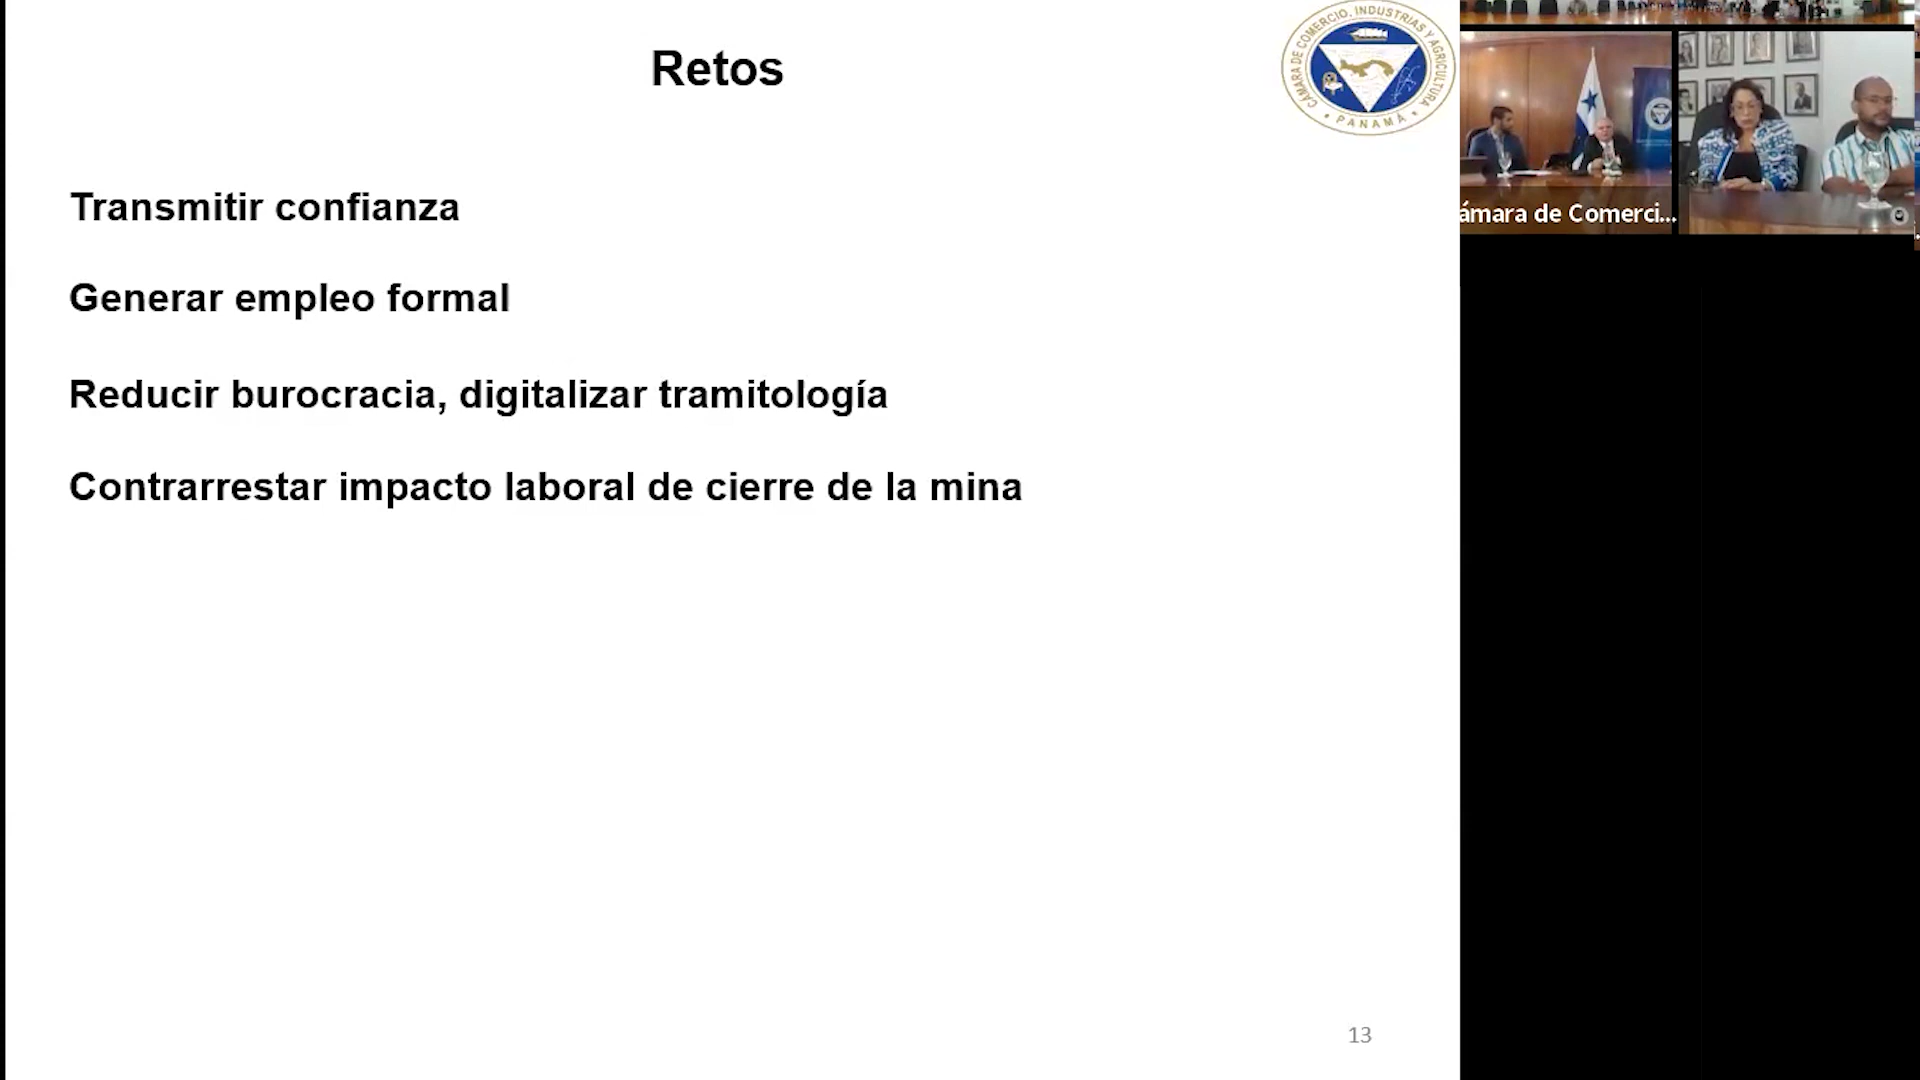 Retos
CÁMARA DE COMERCIO, INDUSTRIAS Y AGRICULTURA
• PANAMÁ •
ámara de Comerci...
Transmitir confianza
Generar empleo formal
Reducir burocracia, digitalizar tramitología
Contrarrestar impacto laboral de cierre de la mina
13